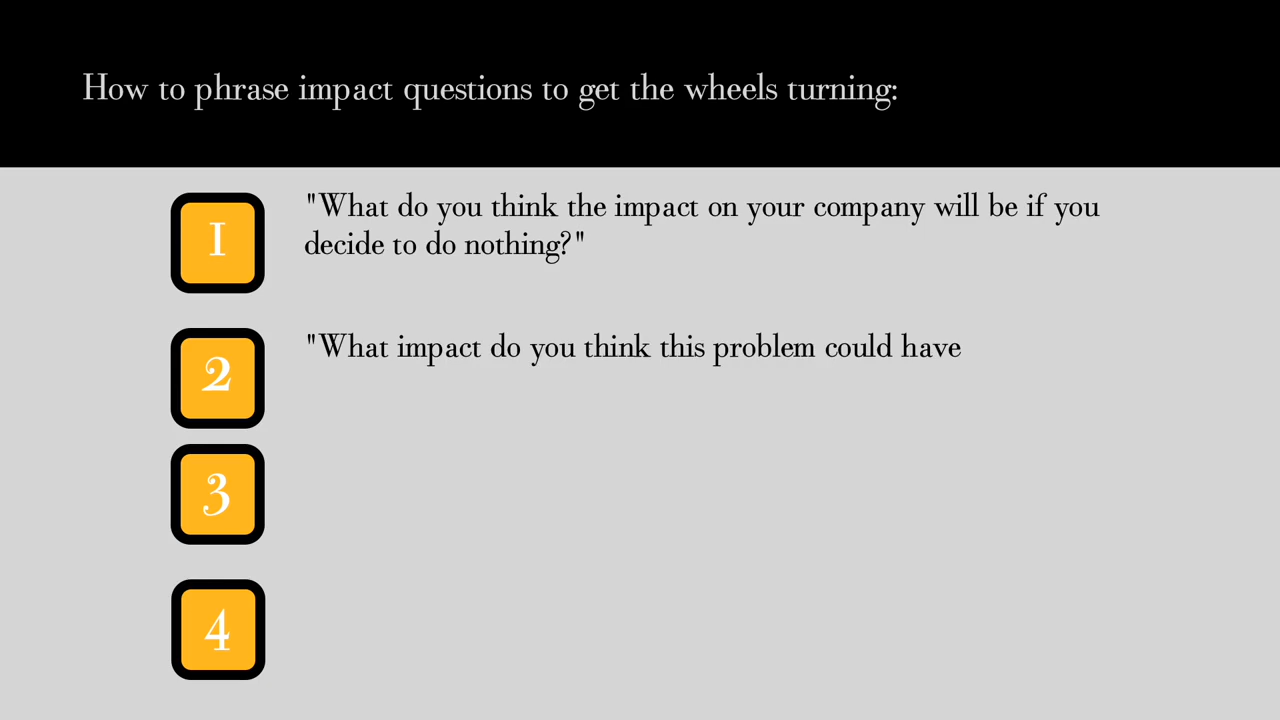 How to phrase impact questions to get the wheels turning:
1
"What do you think the impact on your company will be if you
decide to do nothing?"
2
"What impact do you think this problem could have
3
4